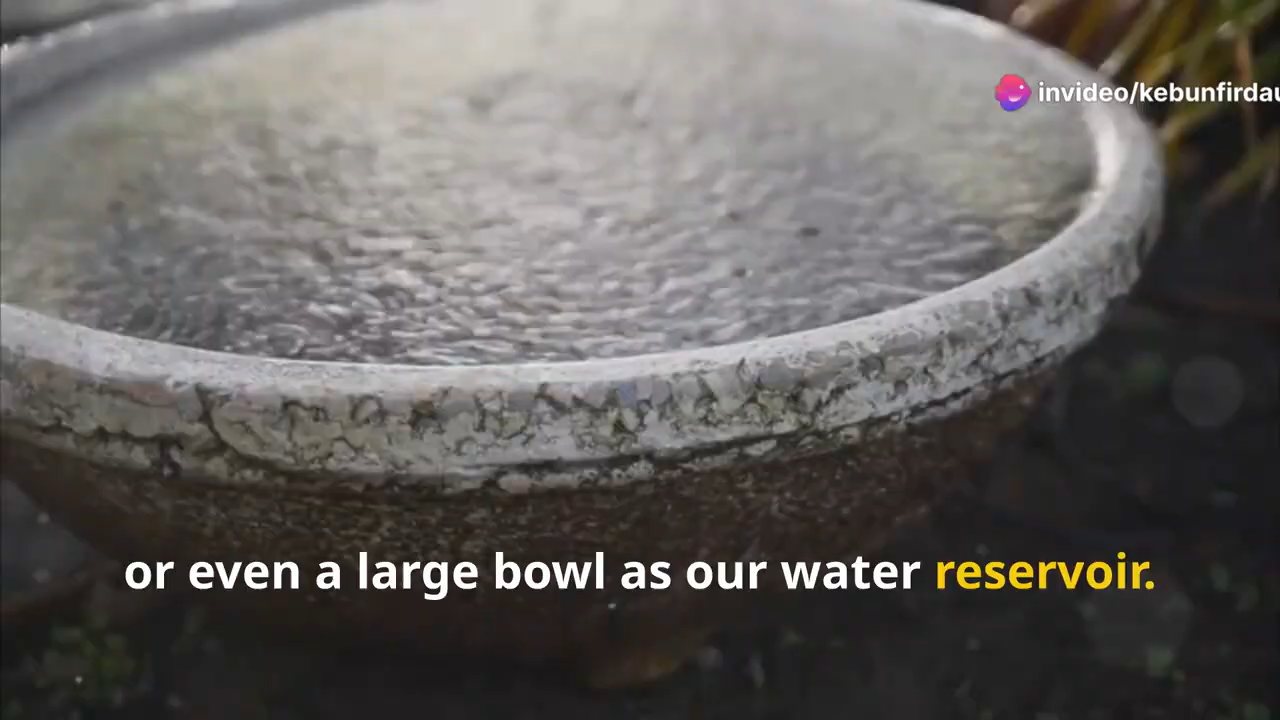 invideo/kebunfirdau
or even a large bowl as our water reservoir.